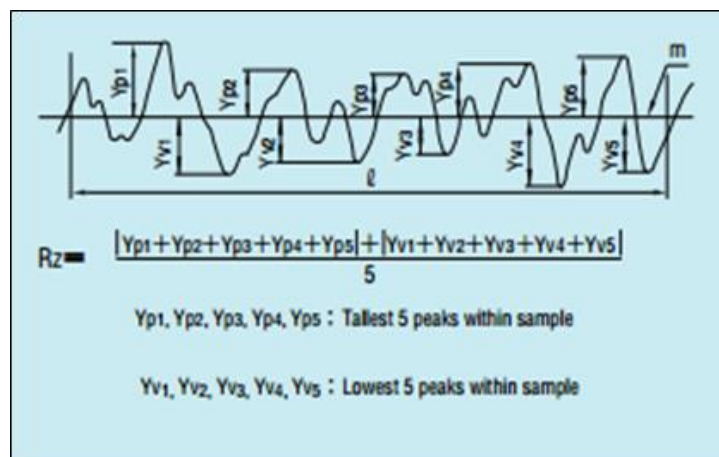 Yp1 Yp2 Yp3 Yp4 Yp5 m
Yv1 Yv2 Yv3 Yv4 Yv5
ℓ
Rz= |Yp1+Yp2+Yp3+Yp4+Yp5|+|Yv1+Yv2+Yv3+Yv4+Yv5|
5
Yp1, Yp2, Yp3, Yp4, Yp5 : Tallest 5 peaks within sample
Yv1, Yv2, Yv3, Yv4, Yv5 : Lowest 5 peaks within sample